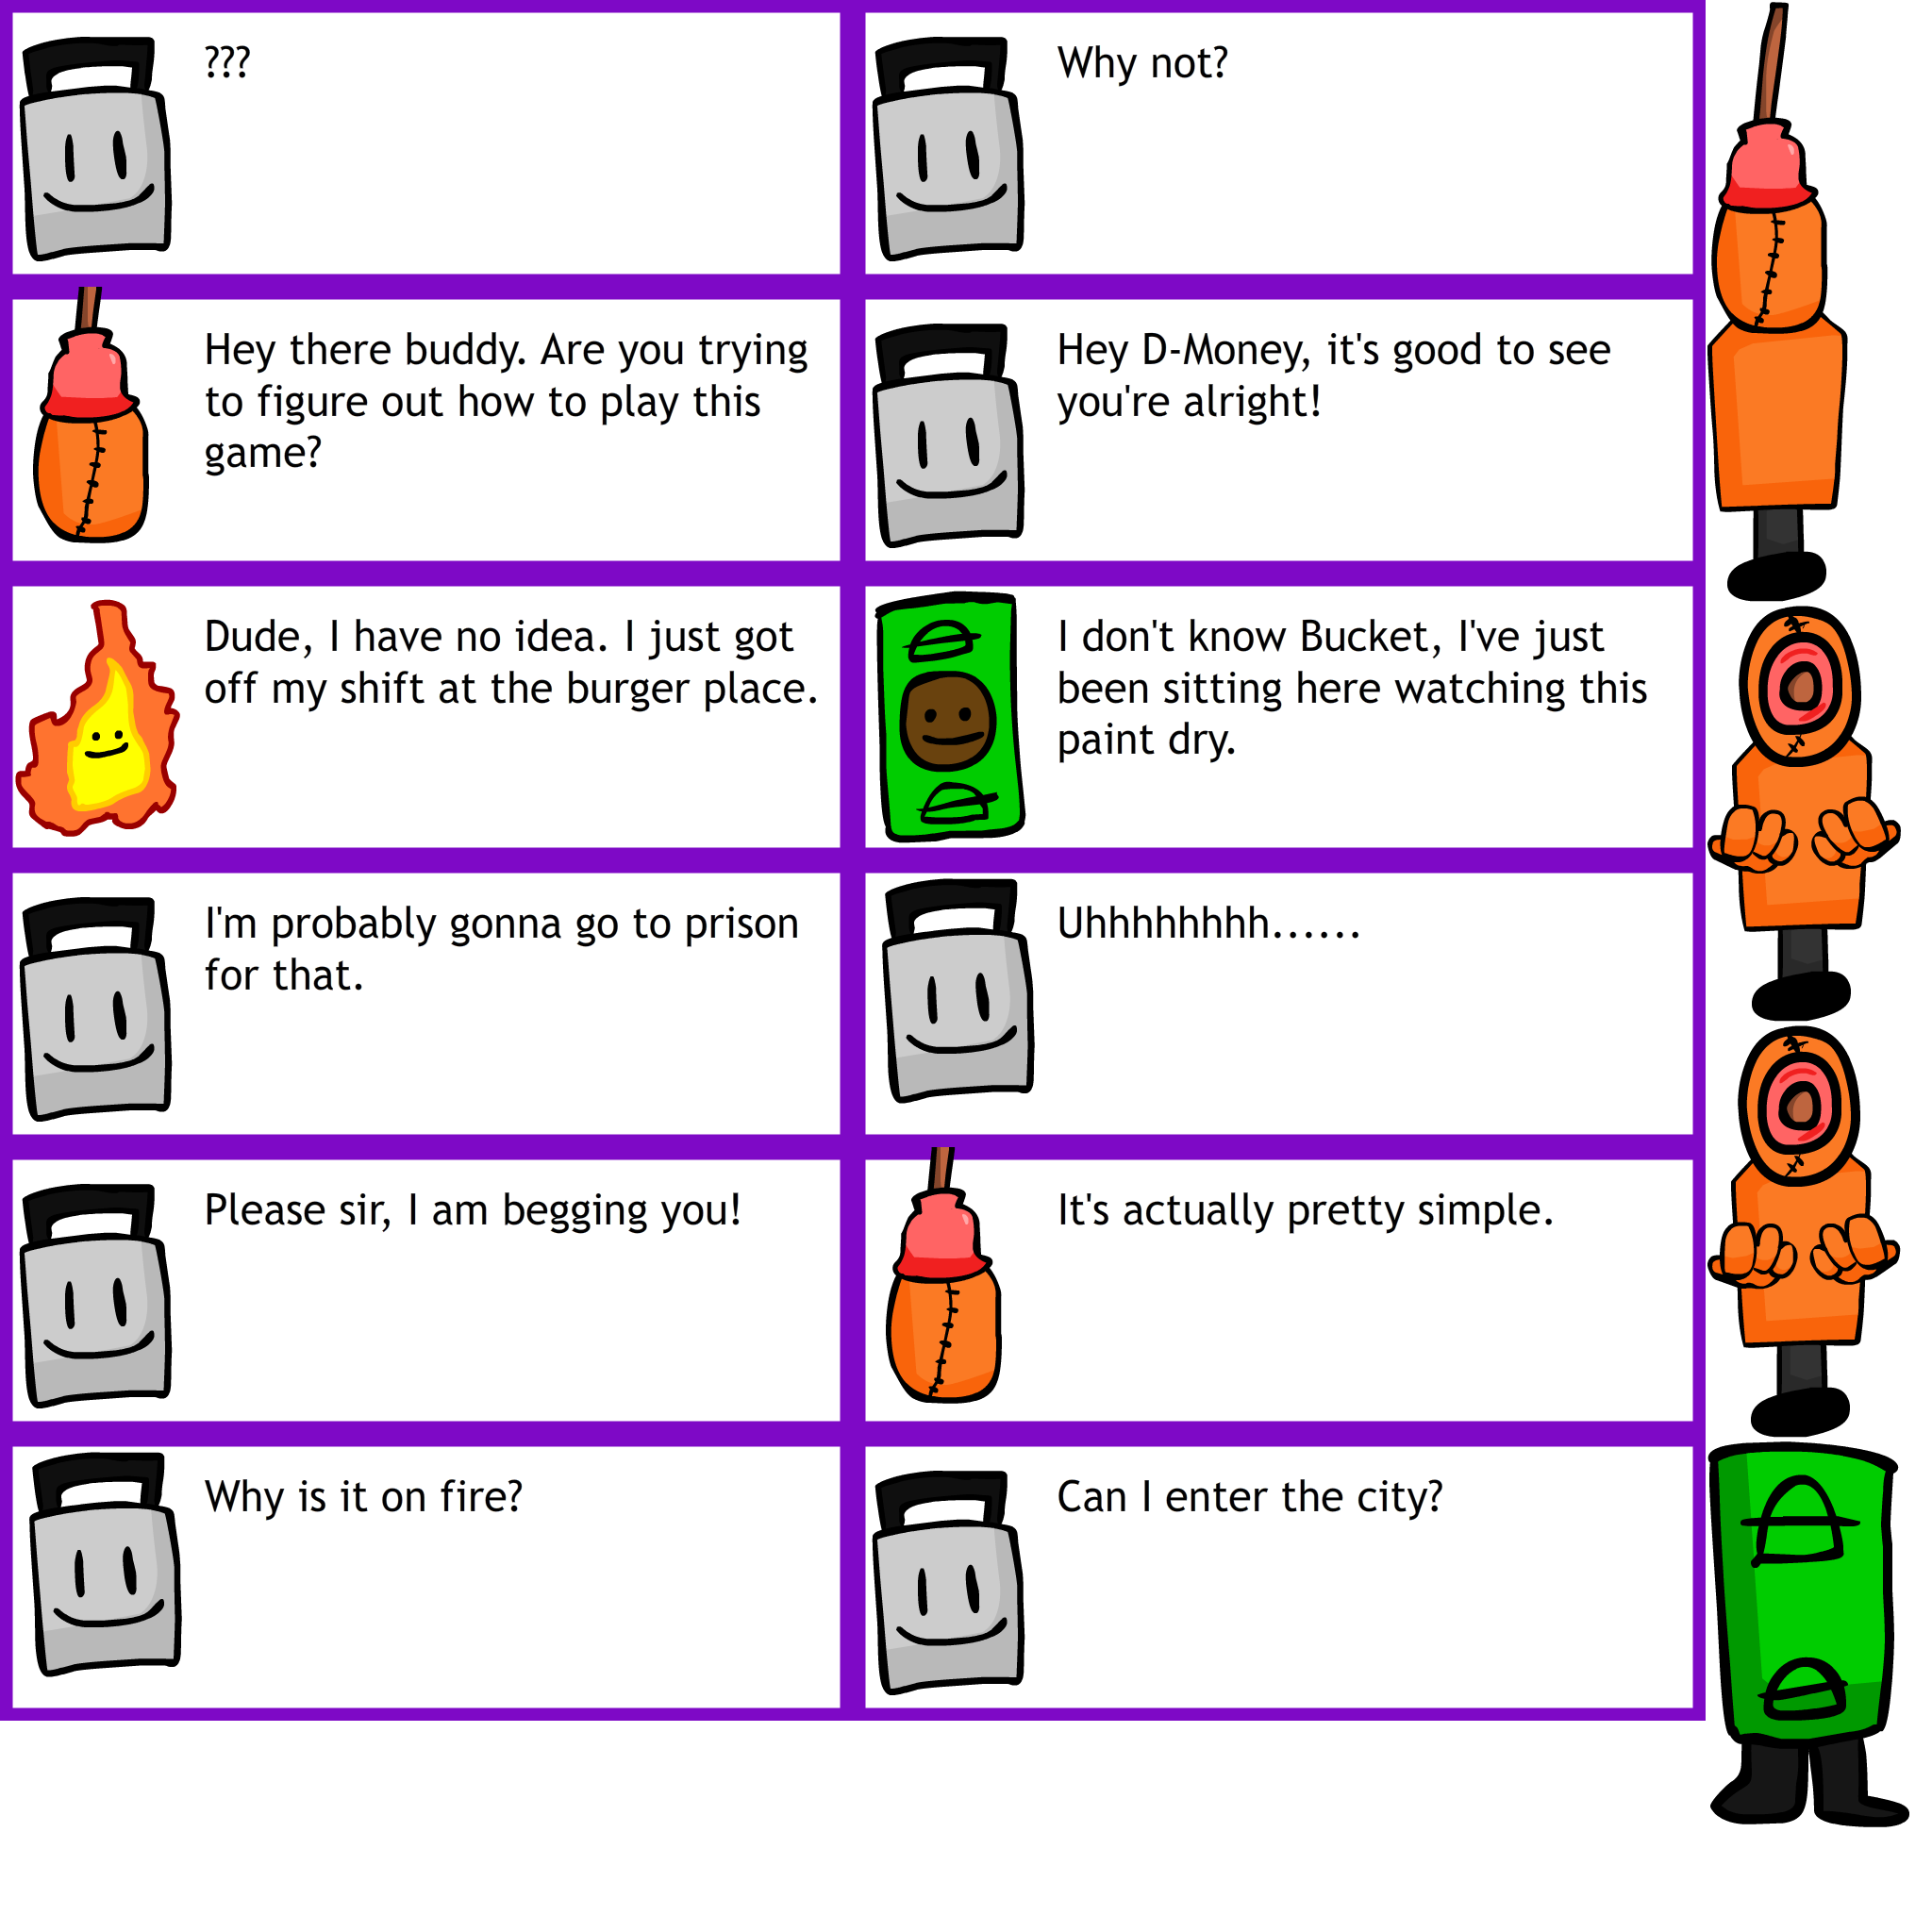 ???
Why not?
Hey there buddy. Are you trying
to figure out how to play this
game?
Hey D-Money, it's good to see
you're alright!
Dude, I have no idea. I just got
off my shift at the burger place.
I don't know Bucket, I've just
been sitting here watching this
paint dry.
I'm probably gonna go to prison
for that.
Uhhhhhhhh......
Please sir, I am begging you!
It's actually pretty simple.
Why is it on fire?
Can I enter the city?